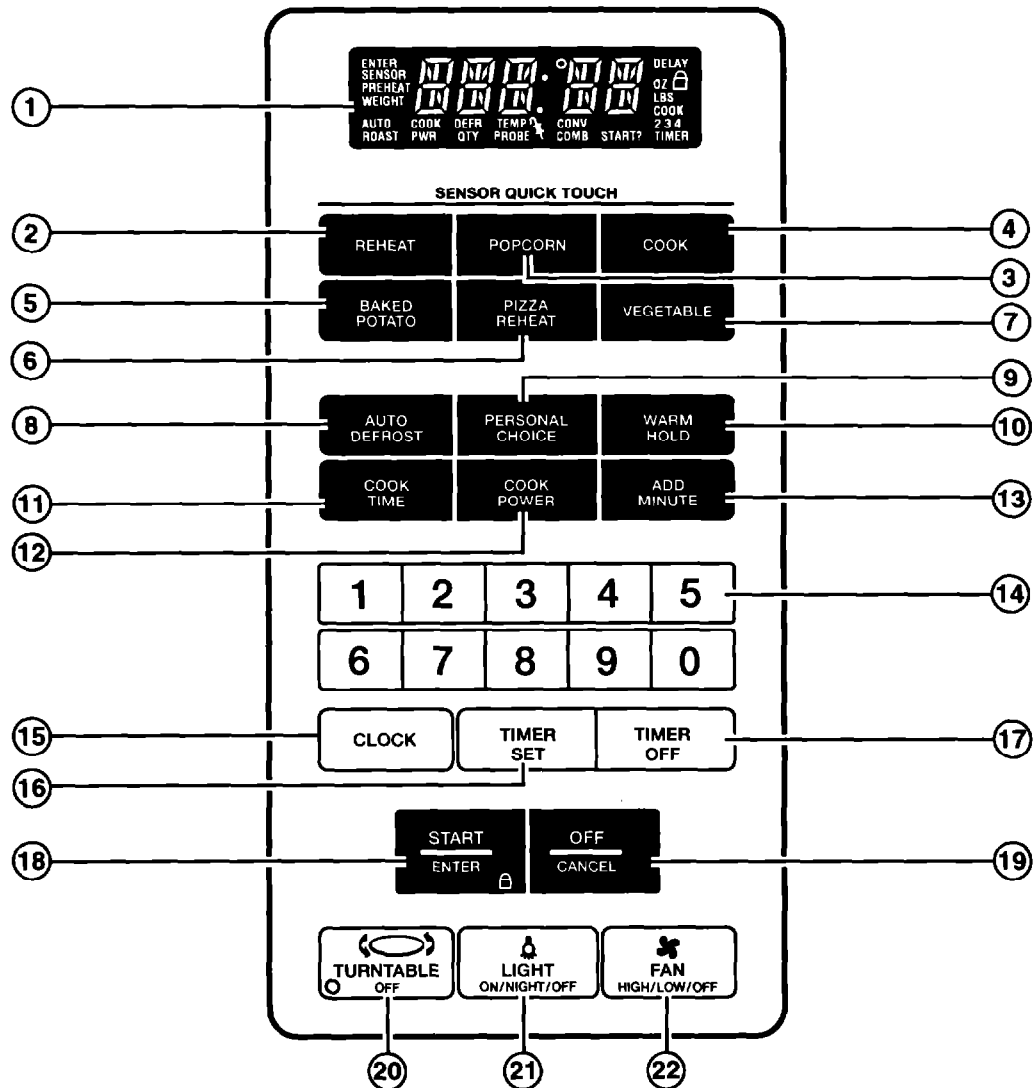 ENTER
SENSOR
PREHEAT
WEIGHT
DELAY
OZ
LBS
COOK
2 3 4
TIMER
AUTO ROAST
COOK PWR
DEFR QTY
TEMP PROBE
CONV COMB
START?
1
SENSOR QUICK TOUCH
2
REHEAT
POPCORN
COOK
4
3
5
BAKED
POTATO
PIZZA
REHEAT
VEGETABLE
7
6
9
8
AUTO
DEFROST
PERSONAL
CHOICE
WARM
HOLD
10
11
COOK
TIME
COOK
POWER
ADD
MINUTE
13
12
1 2 3 4 5
14
6 7 8 9 0
15
CLOCK
TIMER
SET
TIMER
OFF
17
16
18
START
ENTER
OFF
CANCEL
19
TURNTABLE
OFF
LIGHT
ON/NIGHT/OFF
FAN
HIGH/LOW/OFF
20
21
22